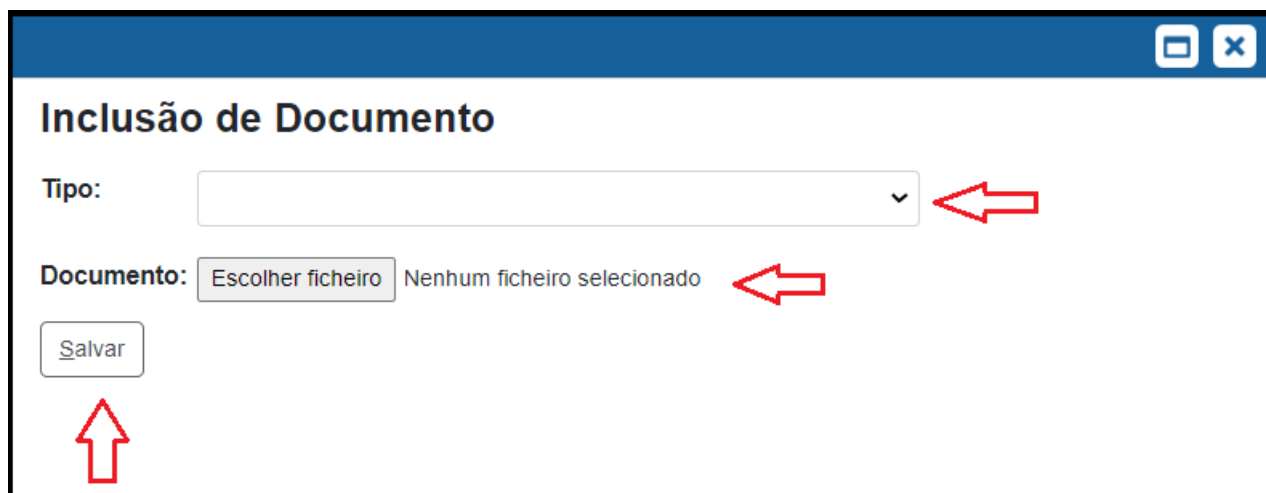 Inclusão de Documento
Tipo:
Documento: Escolher ficheiro Nenhum ficheiro selecionado
Salvar